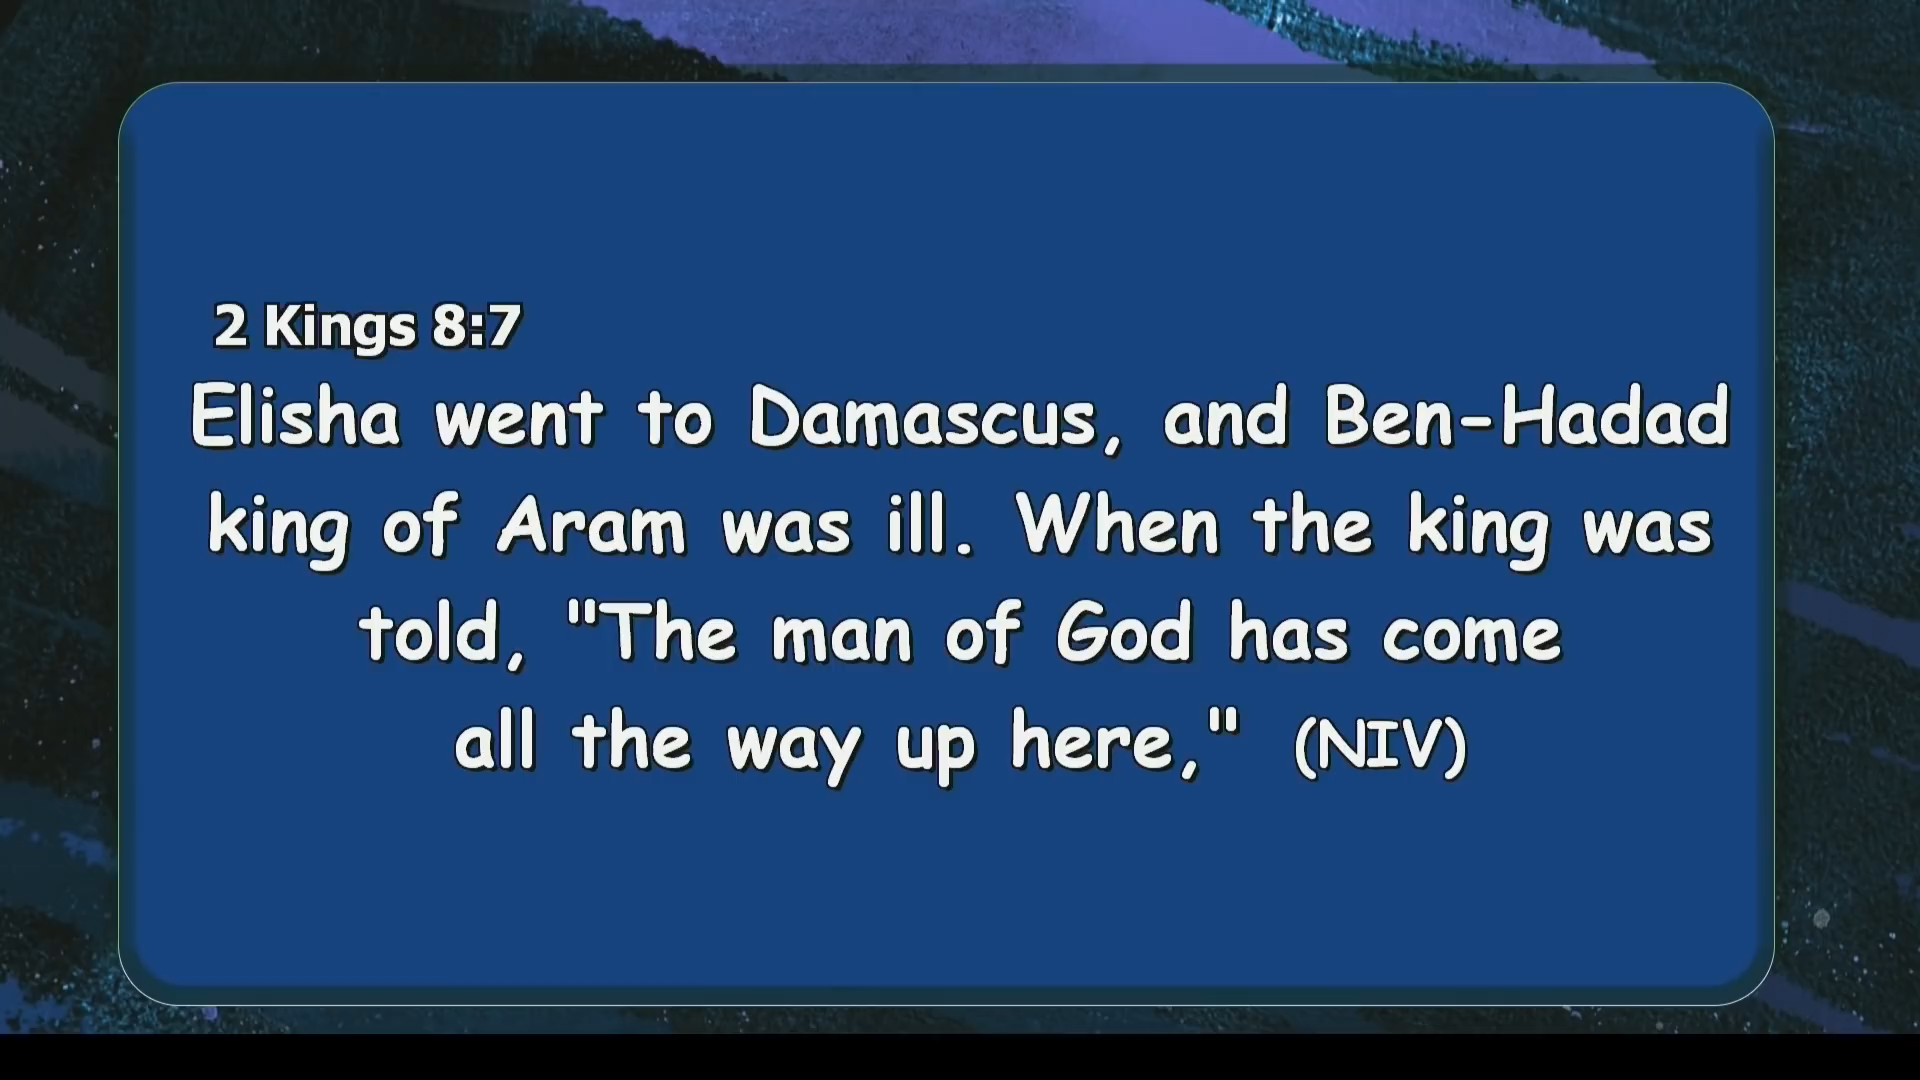 2 Kings 8:7
Elisha went to Damascus, and Ben-Hadad
king of Aram was ill. When the king was
told, "The man of God has come
all the way up here," (NIV)